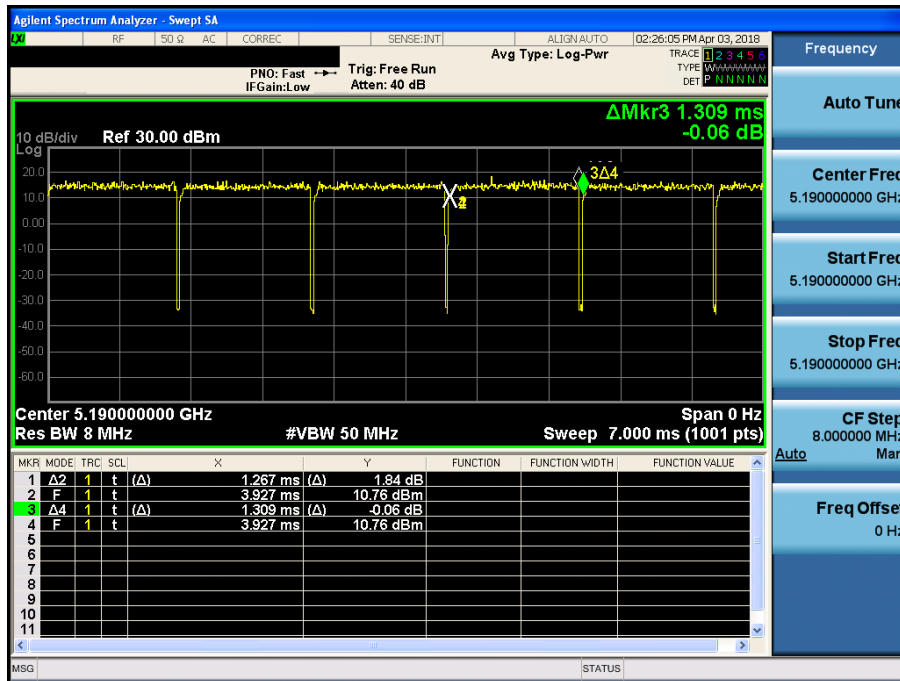 Agilent Spectrum Analyzer - Swept SA
LXI RF 50 Ω AC CORREC SENSE:INT ALIGN AUTO 02:26:05 PM Apr 03, 2018
PNO: Fast Trig: Free Run Avg Type: Log-Pwr TRACE 1 2 3 4 5 6
IFGain:Low Atten: 40 dB TYPE WWWWWW
DET P N N N N N
ΔMkr3 1.309 ms
-0.06 dB
10 dB/div Ref 30.00 dBm
Log
20.0
10.0
0.00
-10.0
-20.0
-30.0
-40.0
-50.0
-60.0
3Δ4
Center 5.190000000 GHz Span 0 Hz
Res BW 8 MHz #VBW 50 MHz Sweep 7.000 ms (1001 pts)
MKR MODE TRC SCL X Y FUNCTION FUNCTION WIDTH FUNCTION VALUE
1 Δ2 1 t (Δ) 1.267 ms (Δ) 1.84 dB
2 F 1 t 3.927 ms 10.76 dBm
3 Δ4 1 t (Δ) 1.309 ms (Δ) -0.06 dB
4 F 1 t 3.927 ms 10.76 dBm
5
6
7
8
9
10
11
MSG STATUS
Frequency
Auto Tune
Center Freq
5.190000000 GHz
Start Freq
5.190000000 GHz
Stop Freq
5.190000000 GHz
CF Step
8.000000 MHz
Auto Man
Freq Offset
0 Hz